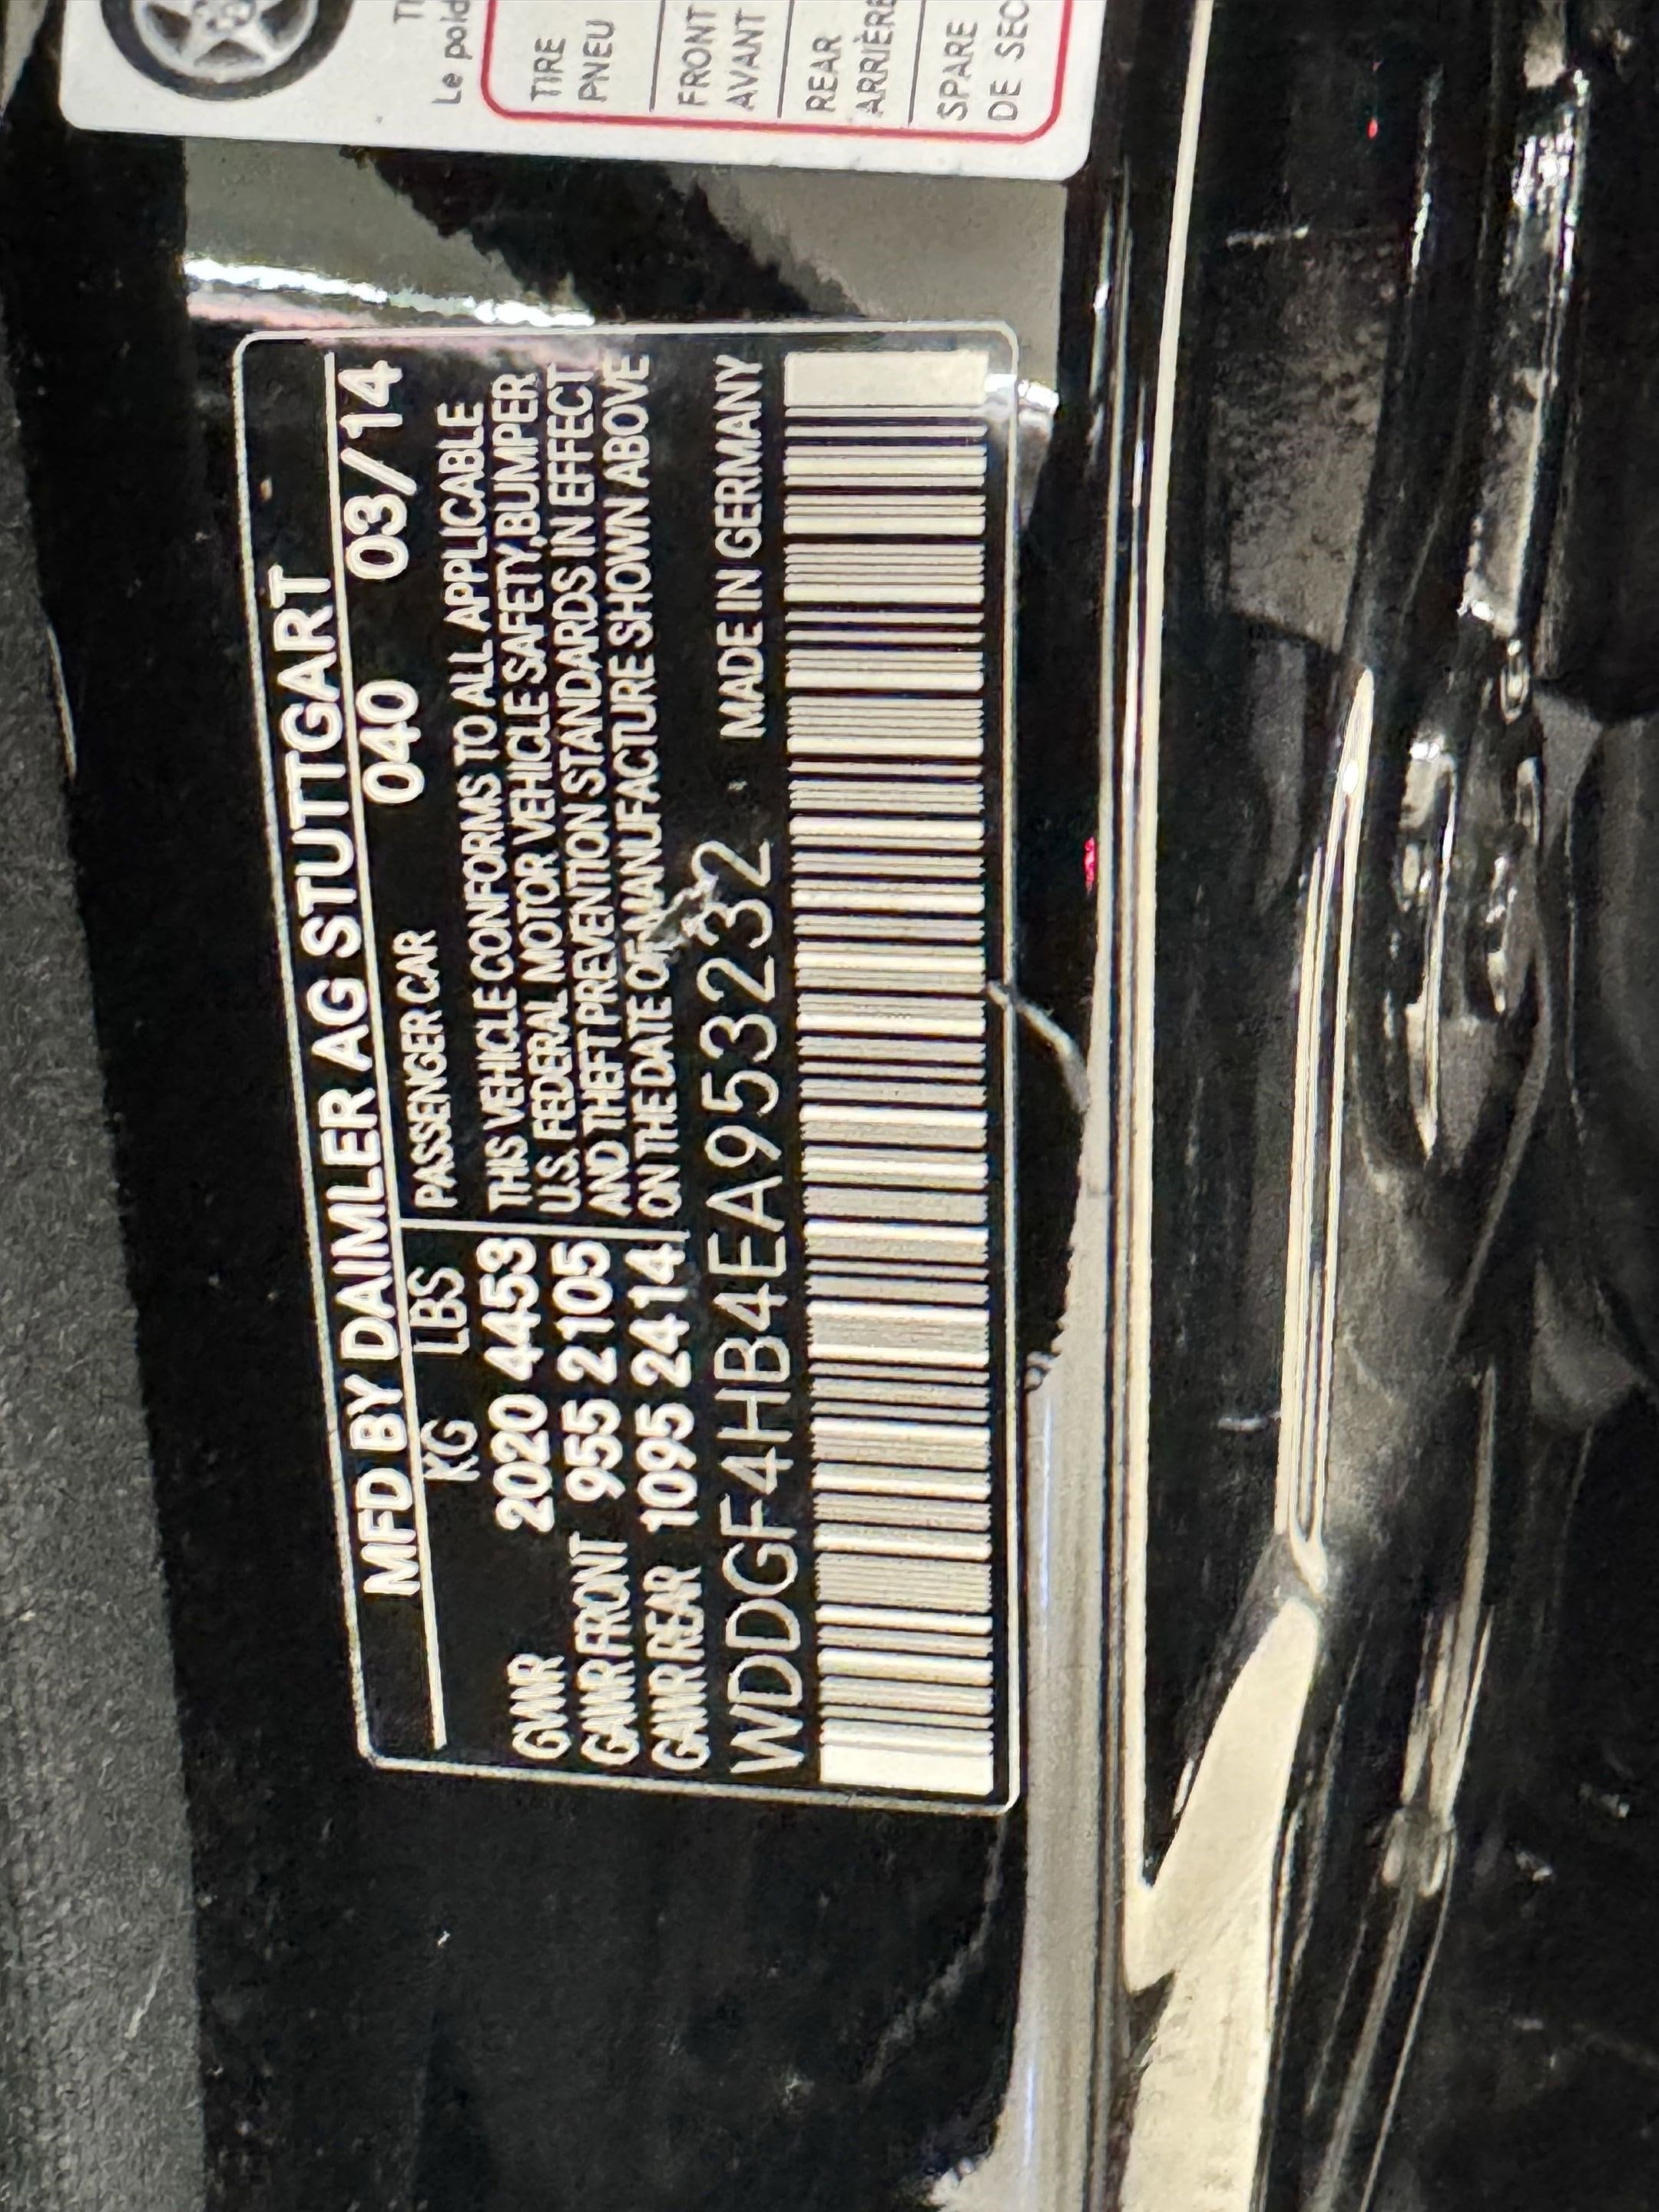 MFD BY DAIMLER AG STUTTGART
KG LBS 040 03/14
PASSENGER CAR
GVWR 2020 4453 THIS VEHICLE CONFORMS TO ALL APPLICABLE
GAWR FRONT 955 2105 U.S. FEDERAL MOTOR VEHICLE SAFETY,BUMPER
GAWR REAR 1095 2414 AND THEFT PREVENTION STANDARDS IN EFFECT
ON THE DATE OF MANUFACTURE SHOWN ABOVE
WDDGF4HB4EA953232 MADE IN GERMANY
Le poid
TIRE
PNEU
FRONT
AVANT
REAR
ARRIÈRE
SPARE
DE SEC